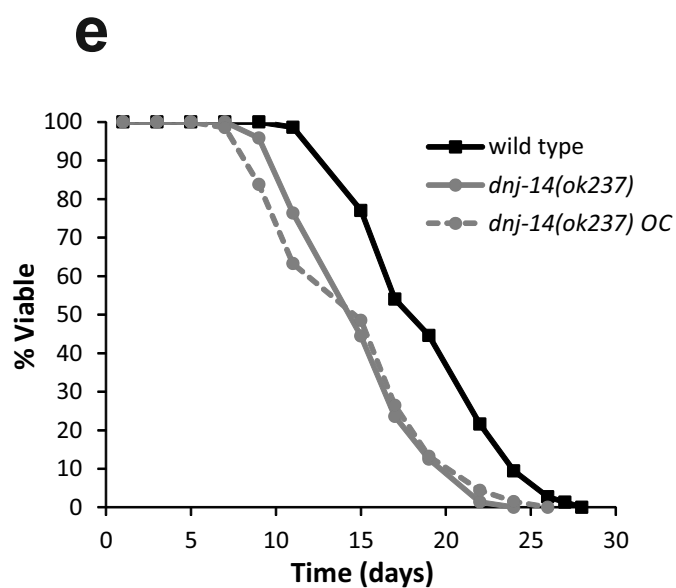 e
100
90
80
70
60
50
40
30
20
10
0
% Viable
wild type
dnj-14(ok237)
dnj-14(ok237) OC
0 5 10 15 20 25 30
Time (days)